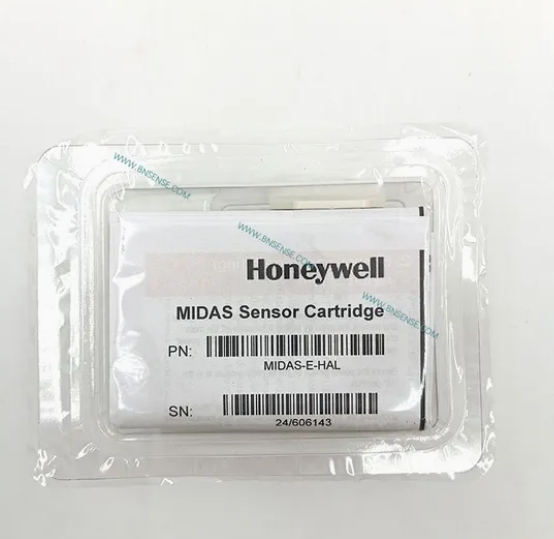 WWW.BNSENSE.COM
WWW.BNSENSE.COM
Honeywell
WWW.BNSENSE.COM
MIDAS Sensor Cartridge
PN:
MIDAS-E-HAL
SN:
24/606143